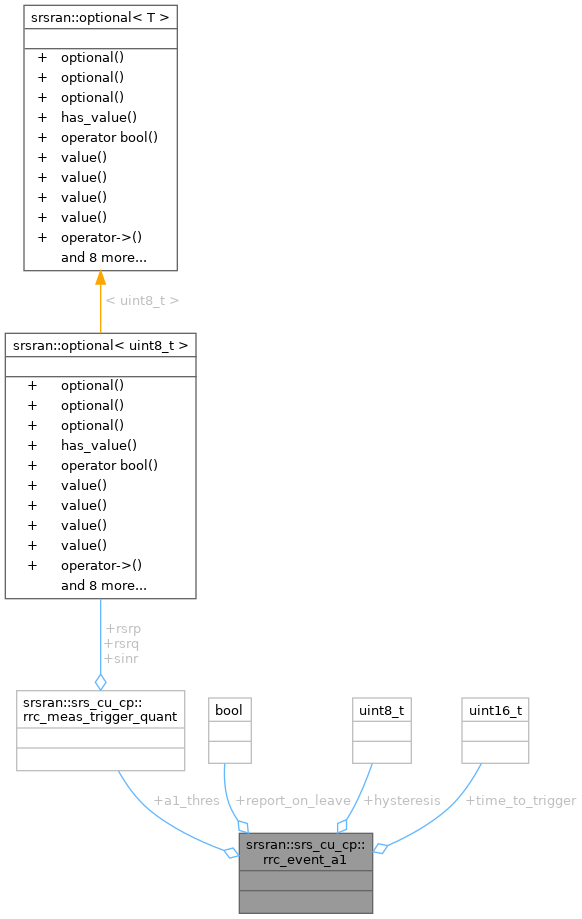 srsran::optional< T >
+ optional()
+ optional()
+ optional()
+ has_value()
+ operator bool()
+ value()
+ value()
+ value()
+ value()
+ operator->()
and 8 more...
< uint8_t >
srsran::optional< uint8_t >
+ optional()
+ optional()
+ optional()
+ has_value()
+ operator bool()
+ value()
+ value()
+ value()
+ value()
+ operator->()
and 8 more...
+rsrp
+rsrq
+sinr
srsran::srs_cu_cp::
rrc_meas_trigger_quant
bool
uint8_t
uint16_t
+a1_thres
+report_on_leave
+hysteresis
+time_to_trigger
srsran::srs_cu_cp::
rrc_event_a1